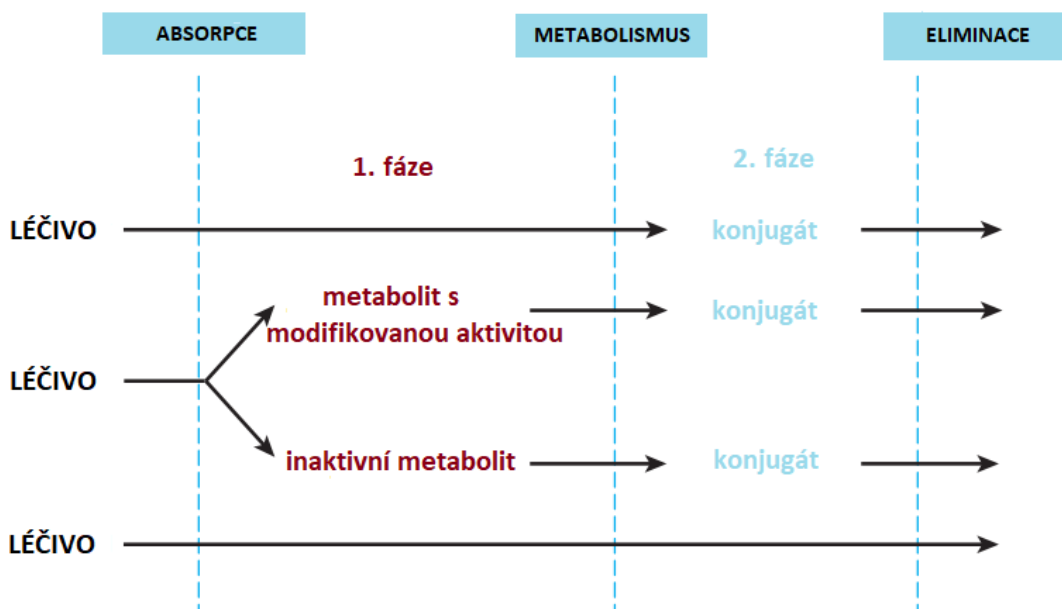 ABSORPCE
METABOLISMUS
ELIMINACE
1. fáze
2. fáze
LÉČIVO
konjugát
metabolit s
modifikovanou aktivitou
konjugát
LÉČIVO
inaktivní metabolit
konjugát
LÉČIVO